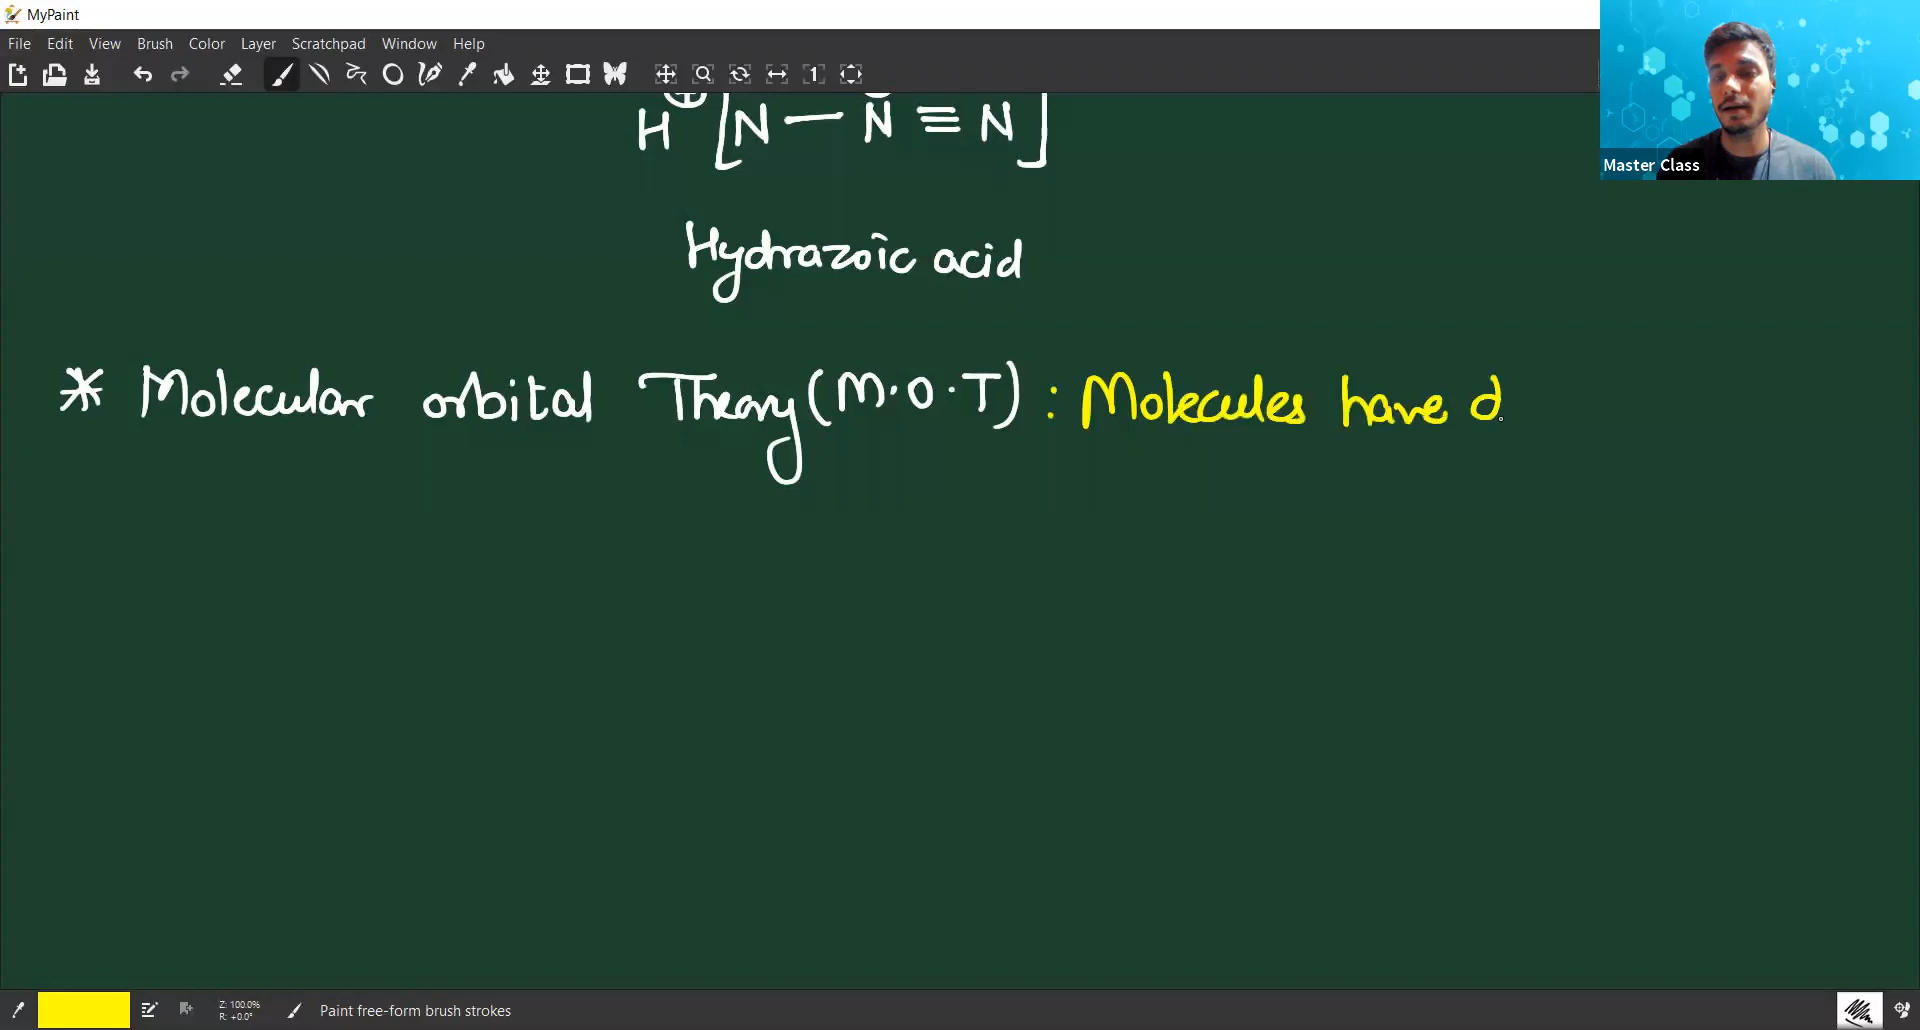 MyPaint
File Edit View Brush Color Layer Scratchpad Window Help
H⊕ [N — N ≡ N]
Master Class
Hydrazoic acid
* Molecular orbital Theory (M.O.T) : Molecules have d
Z: 100.0%
R: +0.0°
Paint free-form brush strokes